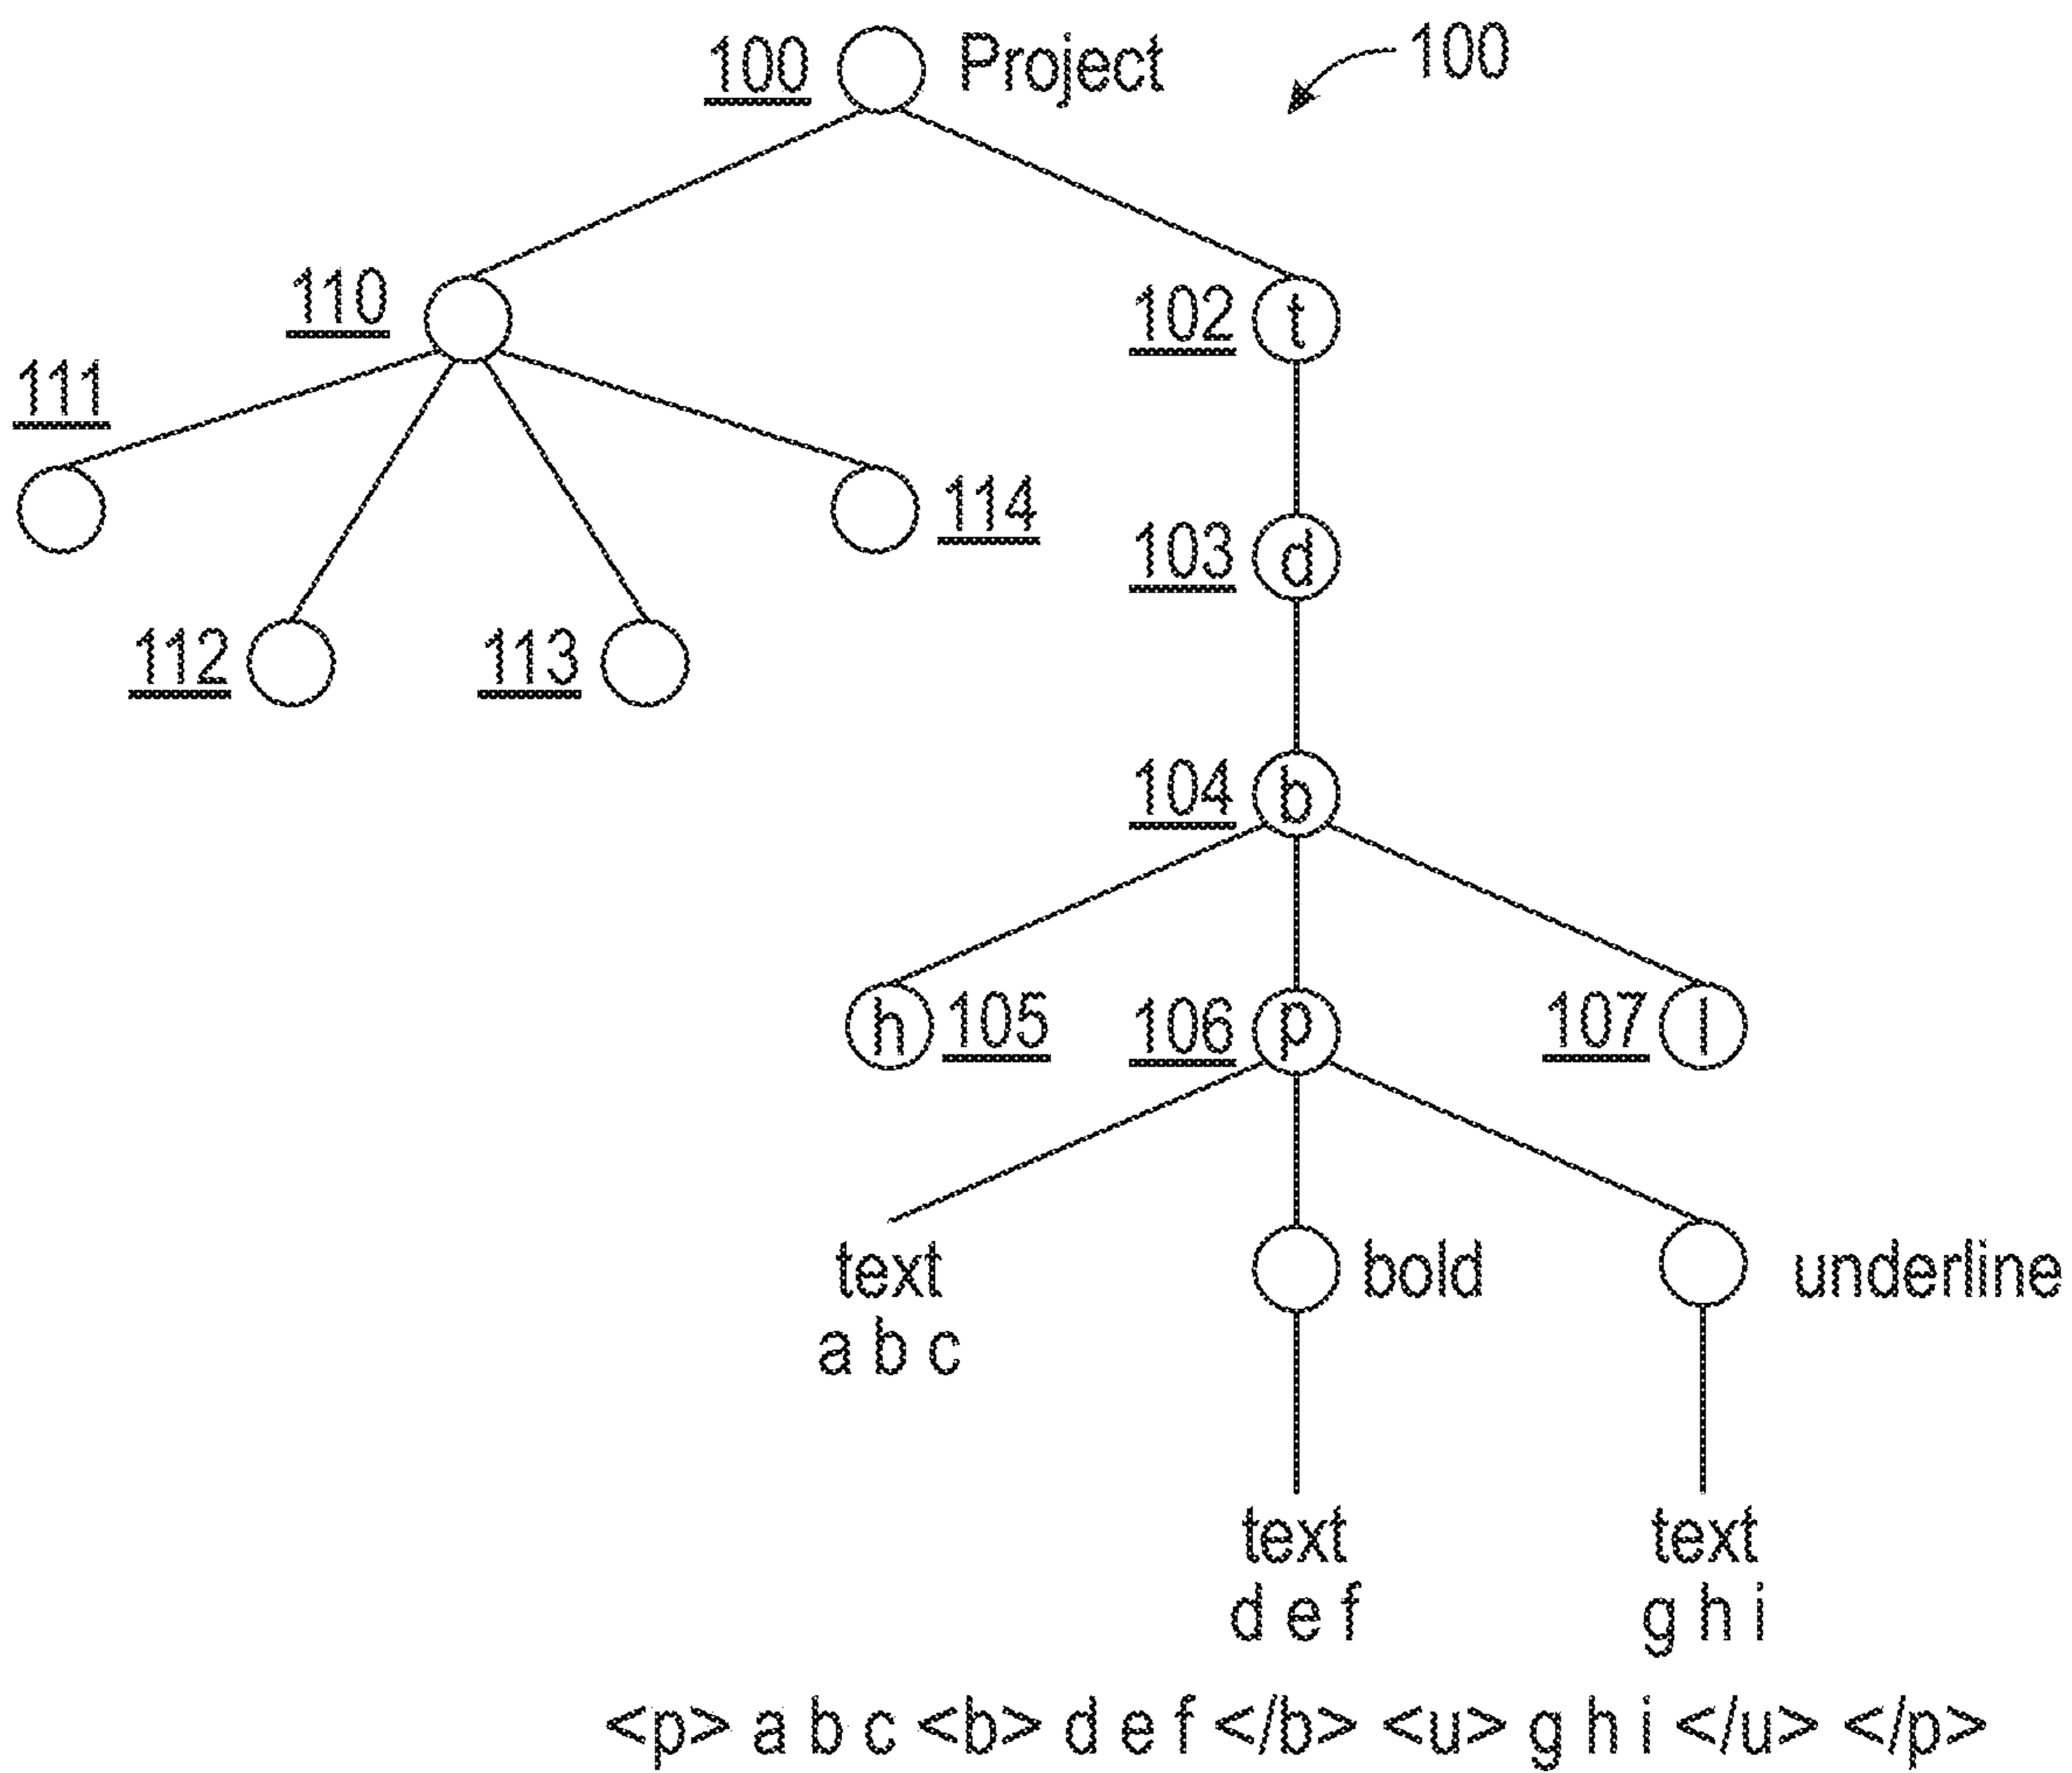 100 Project 100
110
102 t
111
114
103 d
112 113
104 b
h 105 106 p 107 l
text bold underline
a b c
text text
d e f g h i
<p> a b c <b> d e f </b> <u> g h i </u> </p>